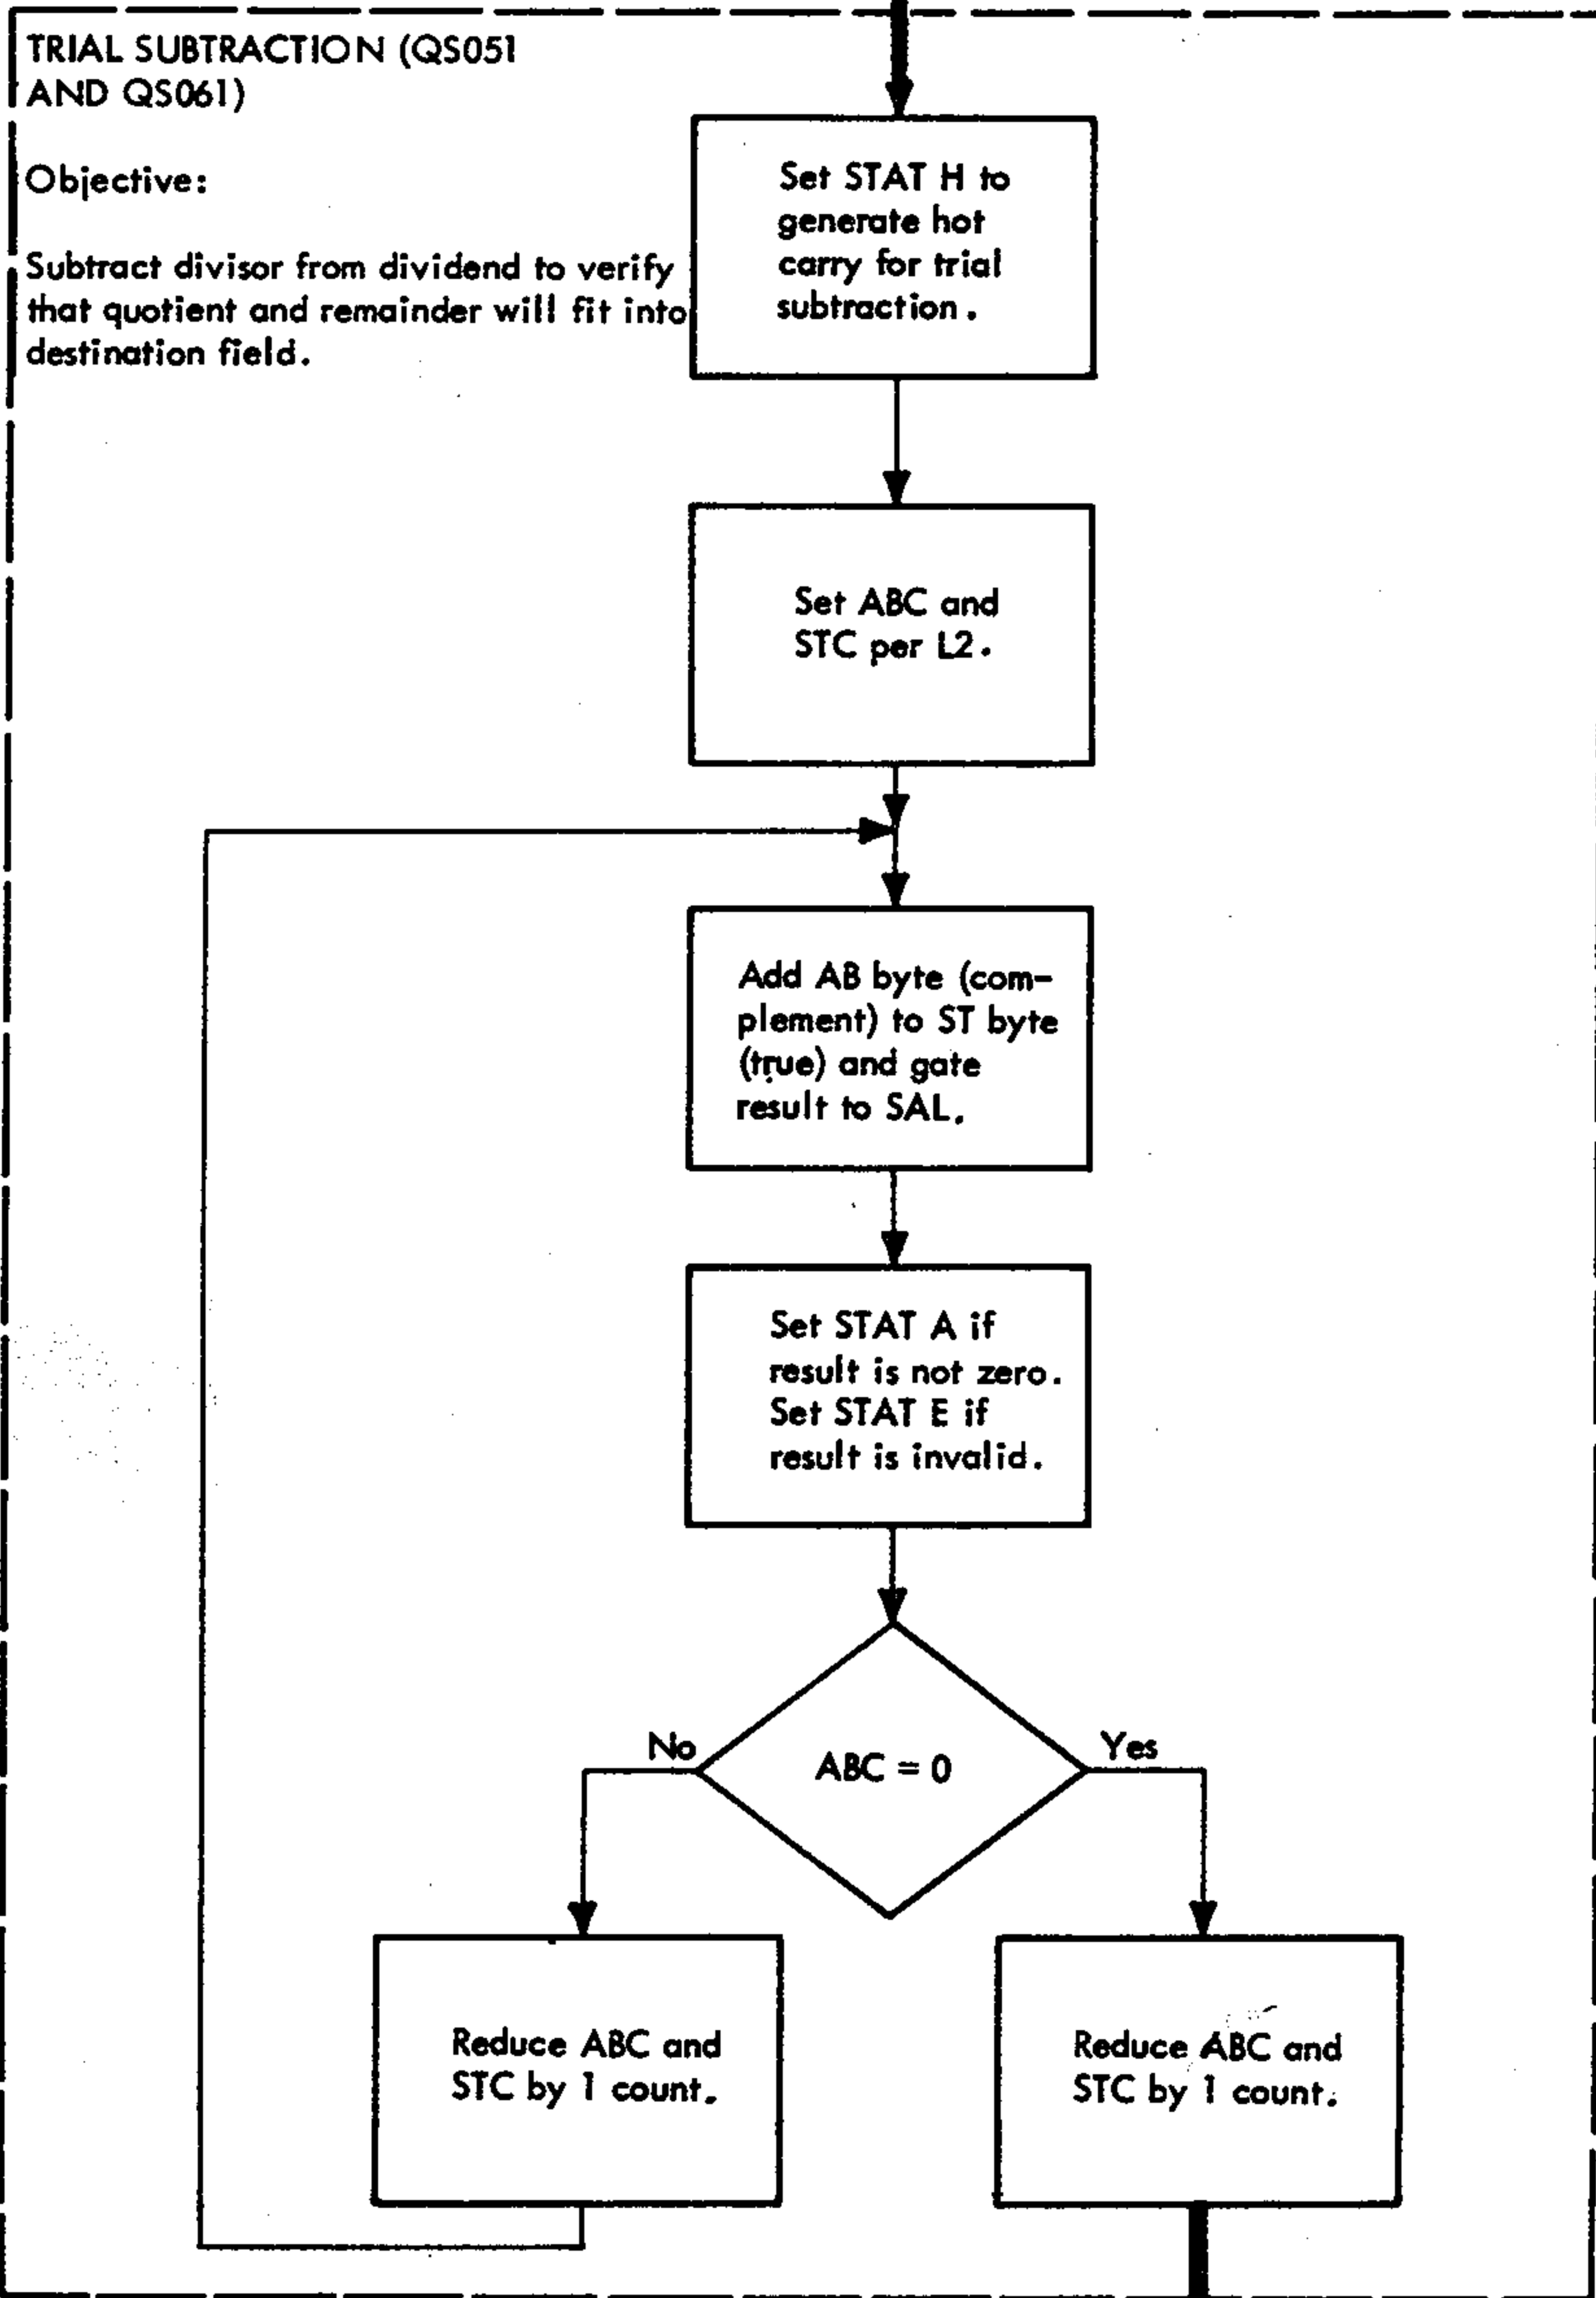 TRIAL SUBTRACTION (QS051
AND QS061)
Objective:
Subtract divisor from dividend to verify
that quotient and remainder will fit into
destination field.
Set STAT H to
generate hot
carry for trial
subtraction.
Set ABC and
STC per L2.
Add AB byte (com-
plement) to ST byte
(true) and gate
result to SAL.
Set STAT A if
result is not zero.
Set STAT E if
result is invalid.
No
ABC = 0
Yes
Reduce ABC and
STC by 1 count.
Reduce ABC and
STC by 1 count.